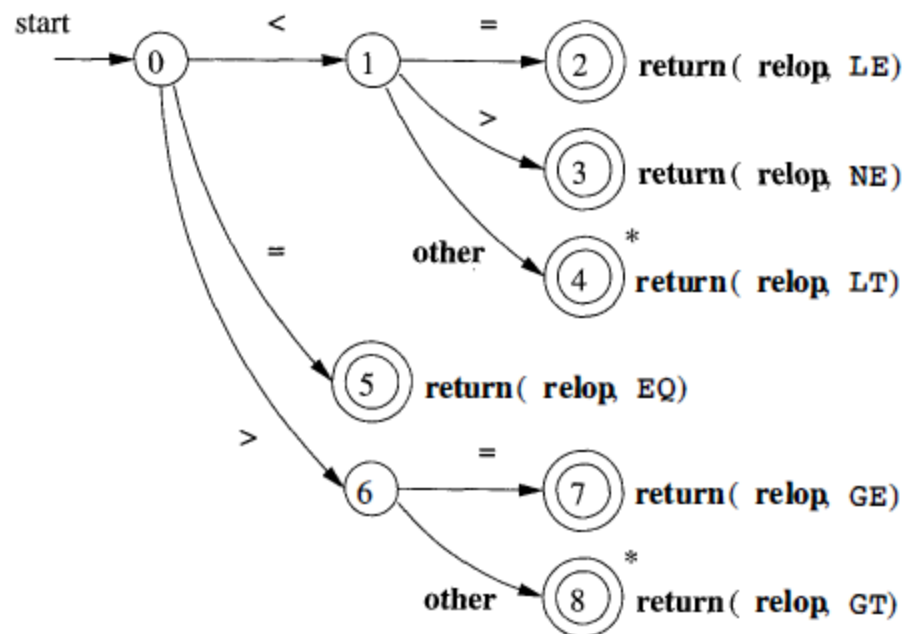 start
< =
0 1 2 return( relop, LE)
>
3 return( relop, NE)
*
other
=
4 return( relop, LT)
5 return( relop, EQ)
>
=
6 7 return( relop, GE)
*
other 8 return( relop, GT)